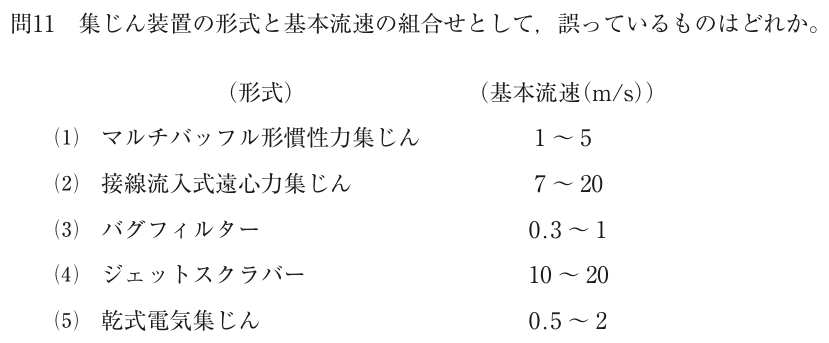 問11　集じん装置の形式と基本流速の組合せとして，誤っているものはどれか。
（形式）　（基本流速(m/s)）
⑴　マルチバッフル形慣性力集じん　1 〜 5
⑵　接線流入式遠心力集じん　7 〜 20
⑶　バグフィルター　0.3 〜 1
⑷　ジェットスクラバー　10 〜 20
⑸　乾式電気集じん　0.5 〜 2